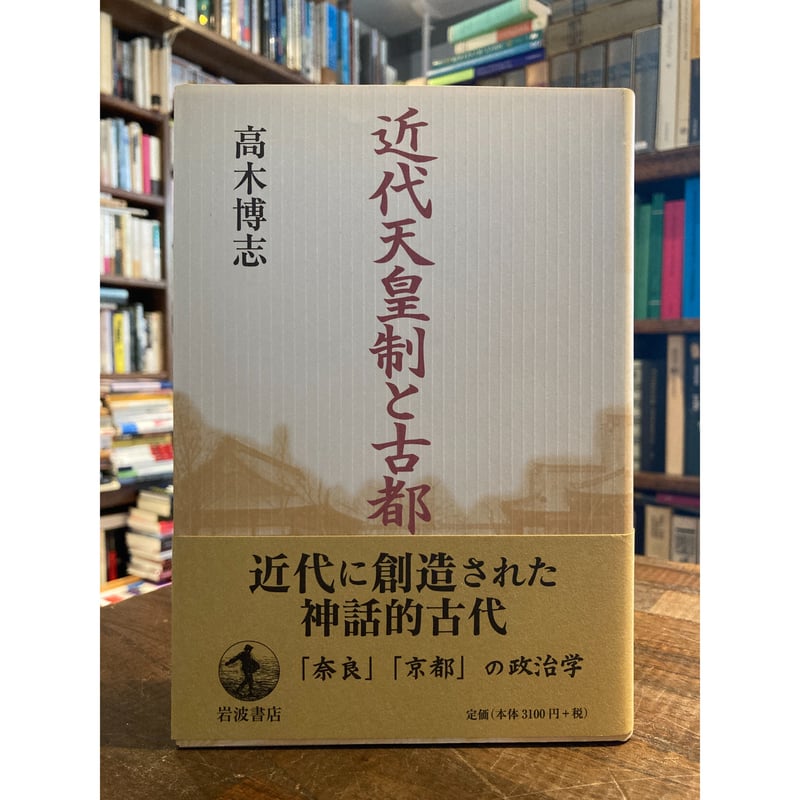 近代天皇制と古都
高木博志
近代に創造された
神話的古代
「奈良」「京都」の政治学
岩波書店
定価(本体3100円+税)